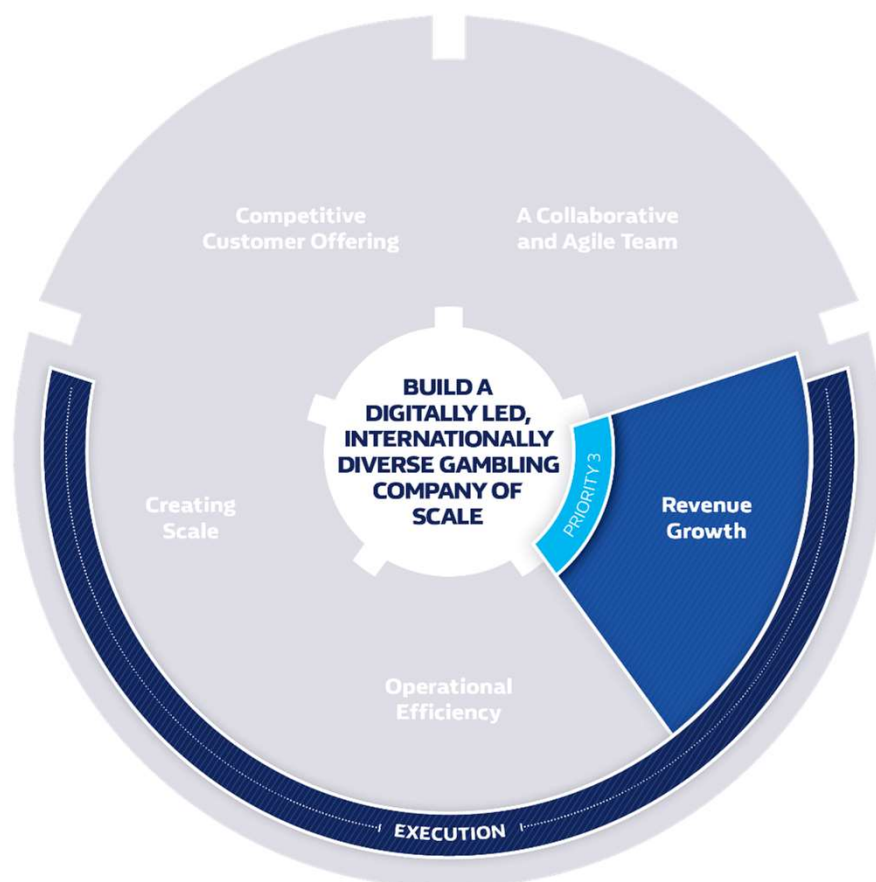 Competitive
Customer Offering
A Collaborative
and Agile Team
BUILD A
DIGITALLY LED,
INTERNATIONALLY
DIVERSE GAMBLING
COMPANY OF
SCALE
PRIORITY 3
Revenue
Growth
Creating
Scale
Operational
Efficiency
EXECUTION